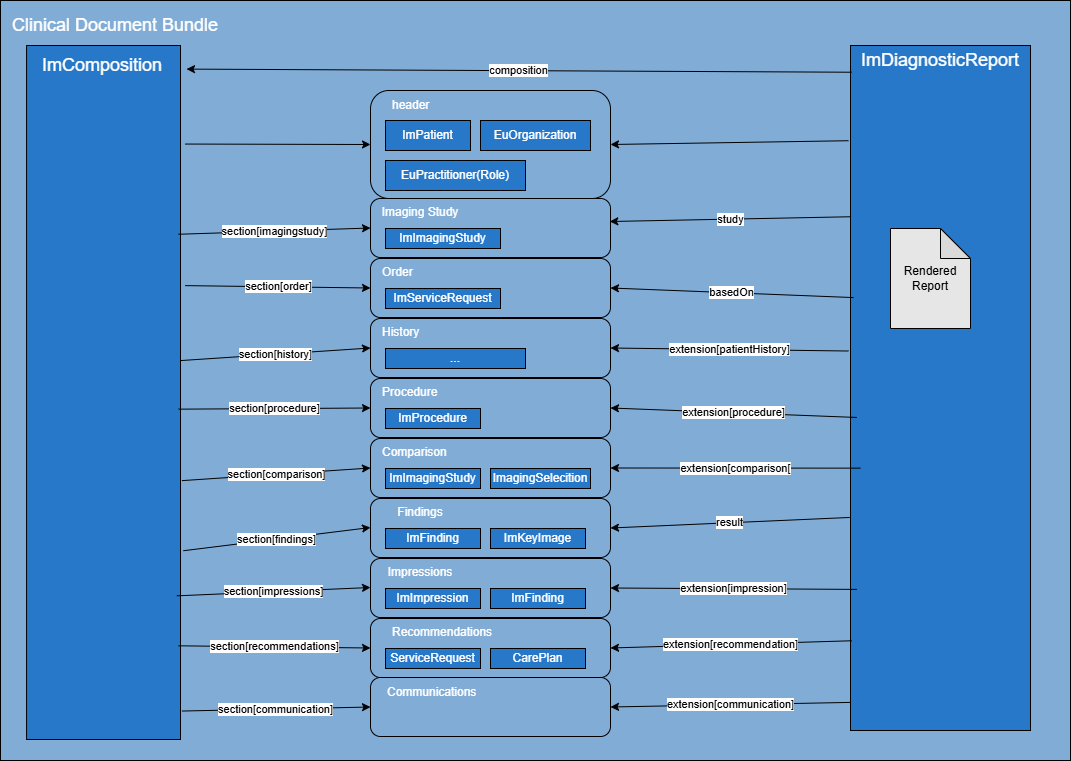 Clinical Document Bundle
ImComposition
ImDiagnosticReport
composition
header
ImPatient
EuOrganization
EuPractitioner(Role)
Imaging Study
section[imagingstudy]
ImImagingStudy
study
Order
section[order]
ImServiceRequest
basedOn
Rendered
Report
History
section[history]
...
extension[patientHistory]
Procedure
section[procedure]
ImProcedure
extension[procedure]
Comparison
section[comparison]
ImImagingStudy
ImagingSelecition
extension[comparison[
Findings
section[findings]
ImFinding
ImKeyImage
result
Impressions
section[impressions]
ImImpression
ImFinding
extension[impression]
Recommendations
section[recommendations]
ServiceRequest
CarePlan
extension[recommendation]
Communications
section[communication]
extension[communication]